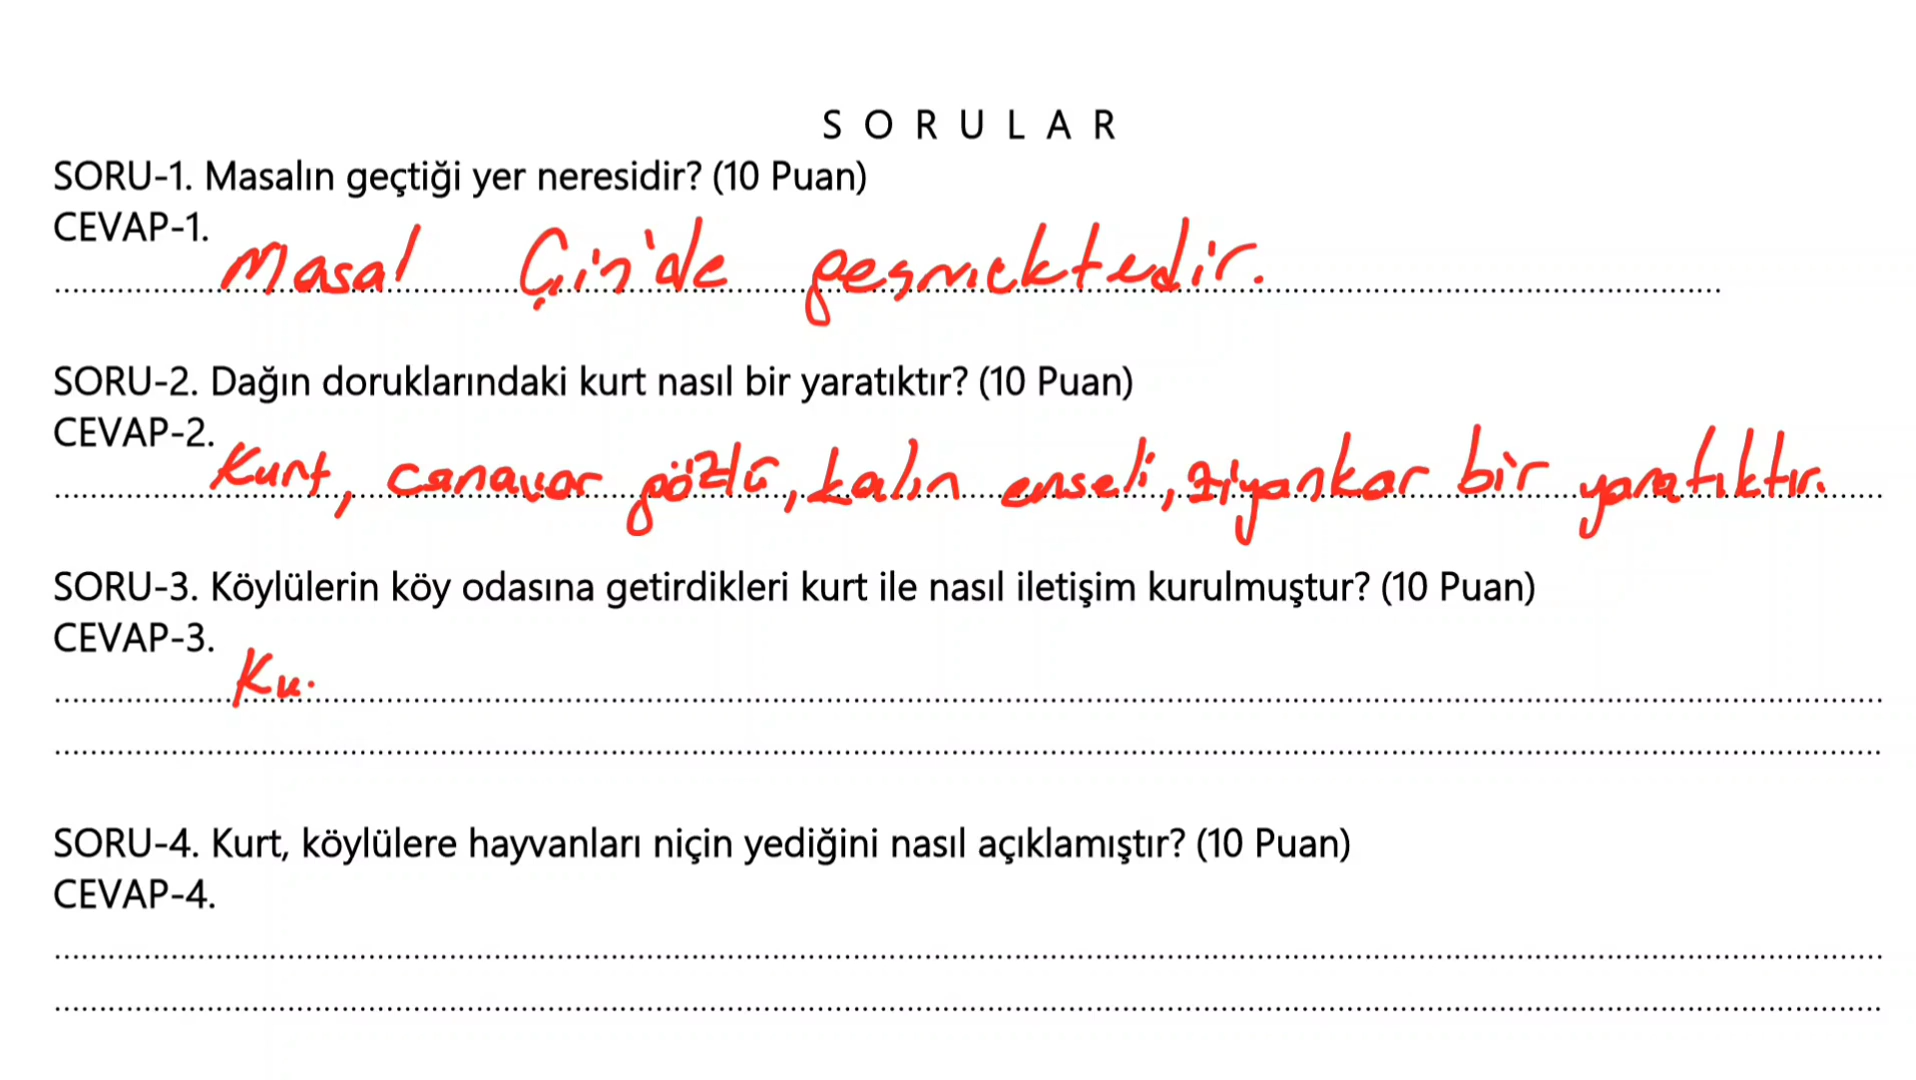 S O R U L A R
SORU-1. Masalın geçtiği yer neresidir? (10 Puan)
CEVAP-1.
Masal Çin'de geçmektedir.
SORU-2. Dağın doruklarındaki kurt nasıl bir yaratıktır? (10 Puan)
CEVAP-2.
Kurt, canavar gözlü, kalın enseli, ziyankar bir yaratıktır.
SORU-3. Köylülerin köy odasına getirdikleri kurt ile nasıl iletişim kurulmuştur? (10 Puan)
CEVAP-3.
Ku
SORU-4. Kurt, köylülere hayvanları niçin yediğini nasıl açıklamıştır? (10 Puan)
CEVAP-4.